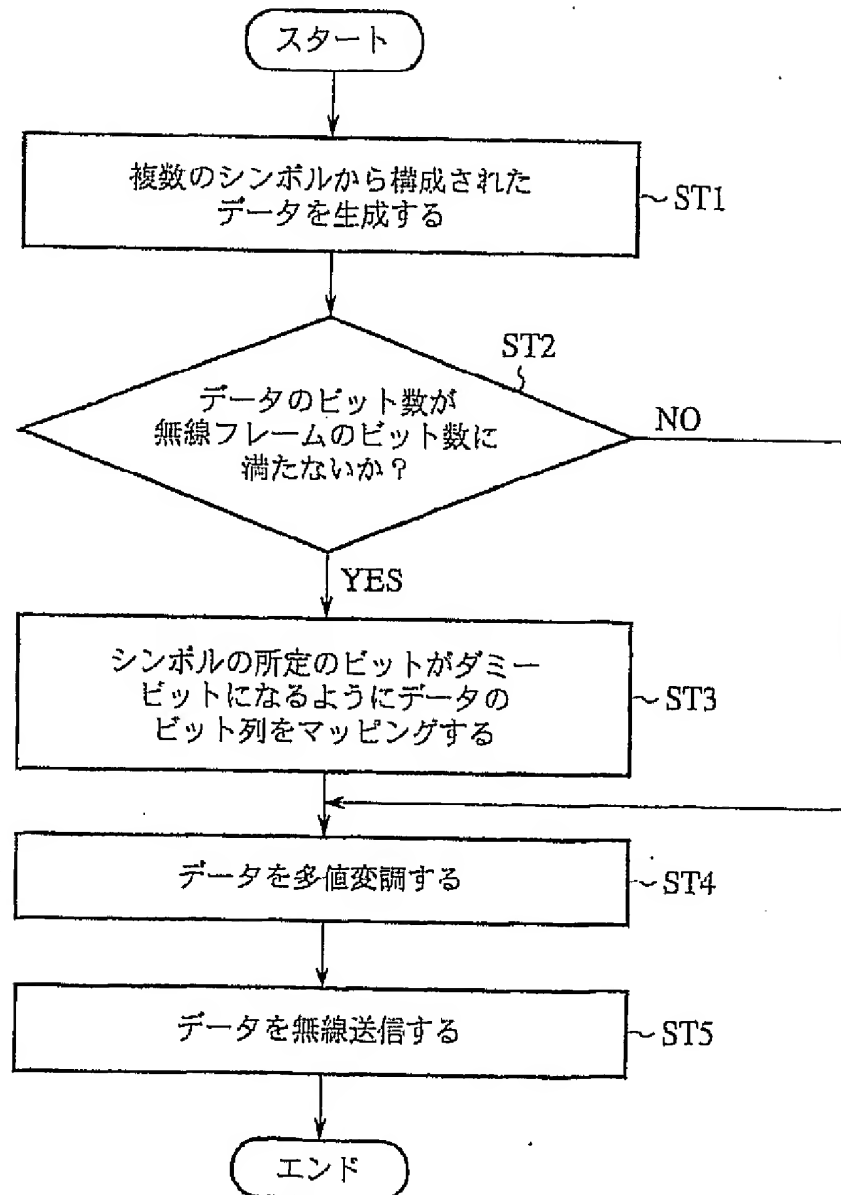 スタート
複数のシンボルから構成された
データを生成する
~ST1
ST2
データのビット数が
無線フレームのビット数に
満たないか？
NO
YES
シンボルの所定のビットがダミー
ビットになるようにデータの
ビット列をマッピングする
~ST3
データを多値変調する
~ST4
データを無線送信する
~ST5
エンド